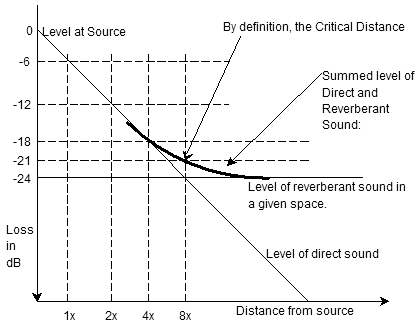 0
Level at Source
By definition, the Critical Distance
-6
Summed level of
Direct and
Reverberant
Sound:
-12
-18
-21
-24
Level of reverberant sound in
a given space.
Loss
in
dB
Level of direct sound
1x
2x
4x
8x
Distance from source